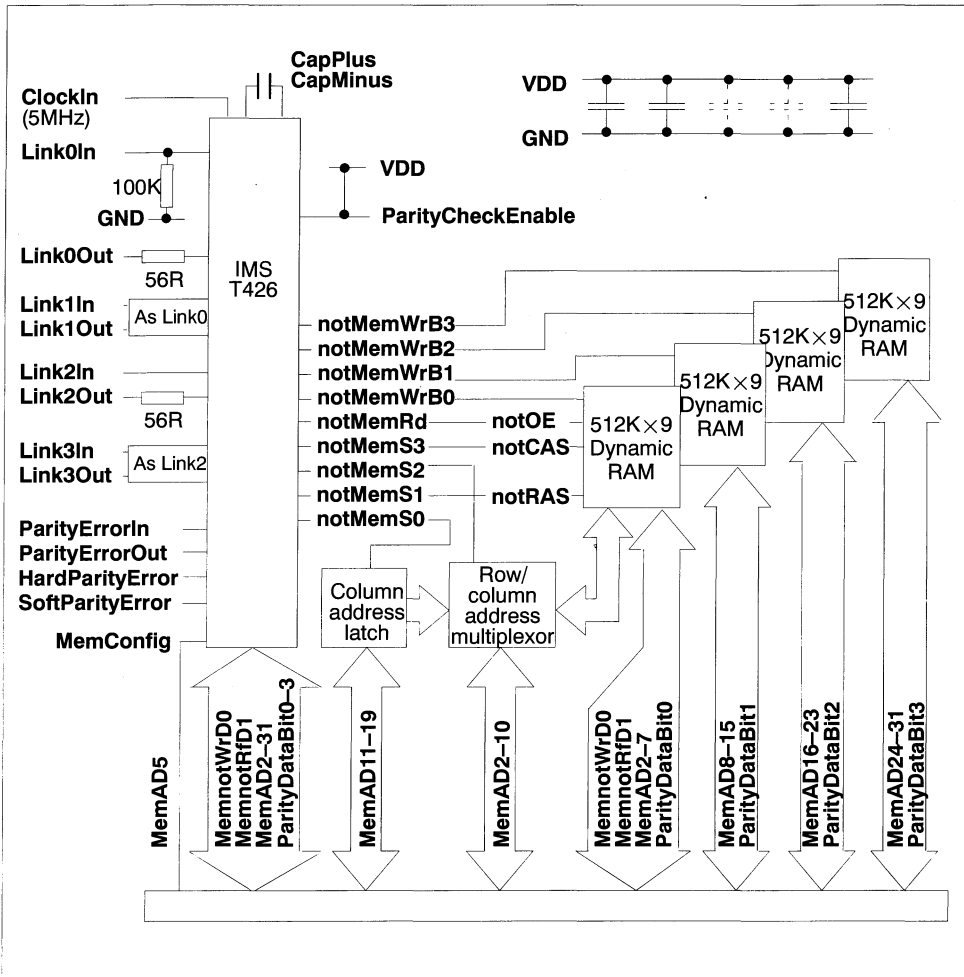 CapPlus
CapMinus
ClockIn
(5MHz)
VDD
GND
Link0In
100K
GND
VDD
ParityCheckEnable
Link0Out
56R
IMS
T426
Link1In
Link1Out
As Link0
Link2In
Link2Out
56R
Link3In
Link3Out
As Link2
ParityErrorIn
ParityErrorOut
HardParityError
SoftParityError
MemConfig
notMemWrB3
notMemWrB2
notMemWrB1
notMemWrB0
notMemRd
notMemS3
notMemS2
notMemS1
notMemS0
notOE
notCAS
notRAS
512K×9
Dynamic
RAM
512K×9
Dynamic
RAM
512K×9
Dynamic
RAM
512K×9
Dynamic
RAM
Column
address
latch
Row/
column
address
multiplexor
MemAD5
MemnotWrD0
MemnotRfD1
MemAD2–31
ParityDataBit0–3
MemAD11–19
MemAD2–10
MemnotWrD0
MemnotRfD1
MemAD2–7
ParityDataBit0
MemAD8–15
ParityDataBit1
MemAD16–23
ParityDataBit2
MemAD24–31
ParityDataBit3